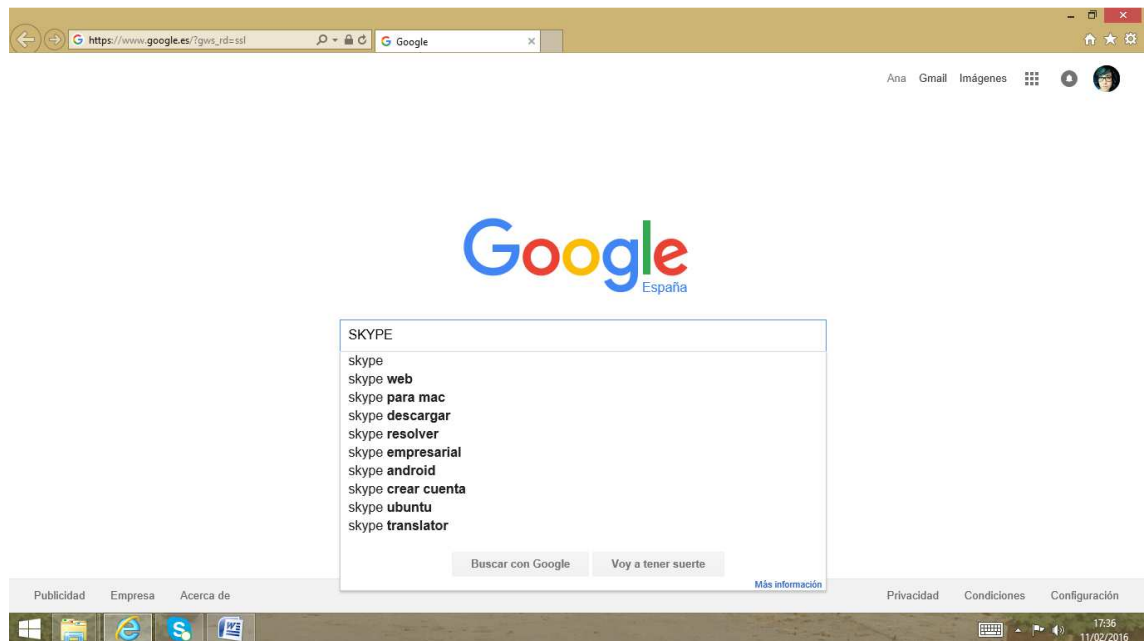 https://www.google.es/?gws_rd=ssl
Google
Ana Gmail Imágenes
Google
España
SKYPE
skype
skype web
skype para mac
skype descargar
skype resolver
skype empresarial
skype android
skype crear cuenta
skype ubuntu
skype translator
Buscar con Google Voy a tener suerte
Más información
Publicidad Empresa Acerca de Privacidad Condiciones Configuración
17:36
11/02/2016